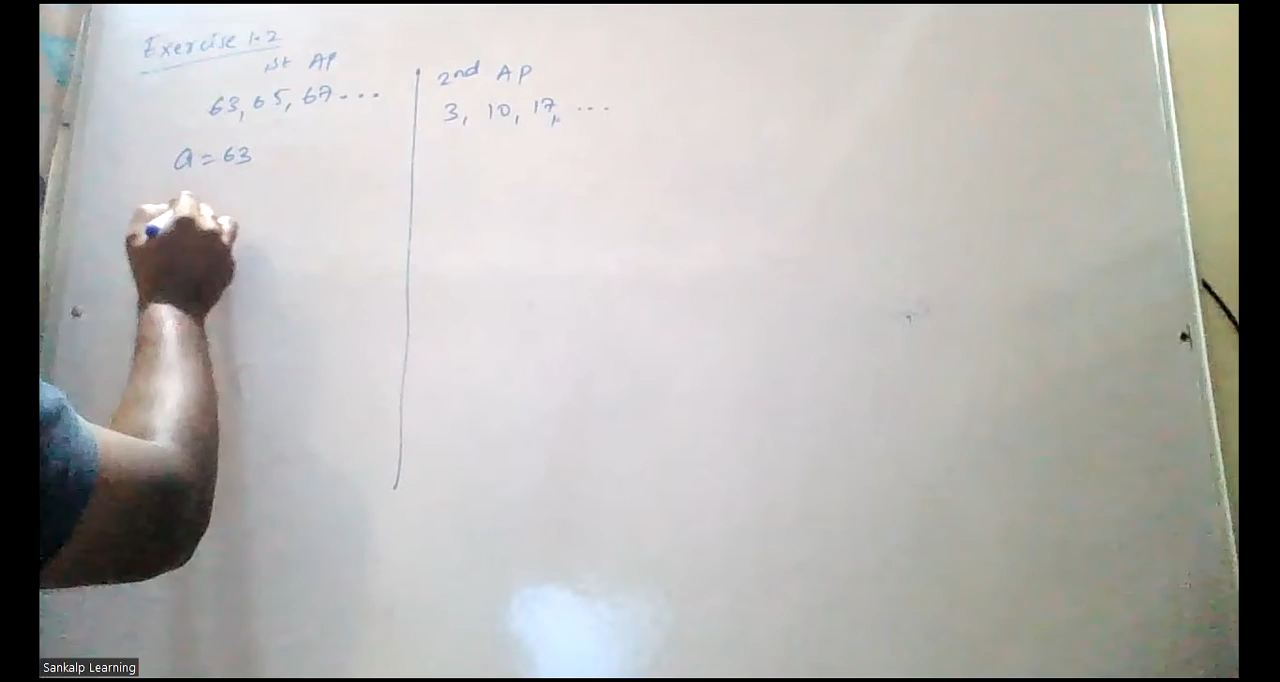 Exercise 1.2
1st AP
63, 65, 67 ...
a = 63
2nd AP
3, 10, 17, ...
Sankalp Learning